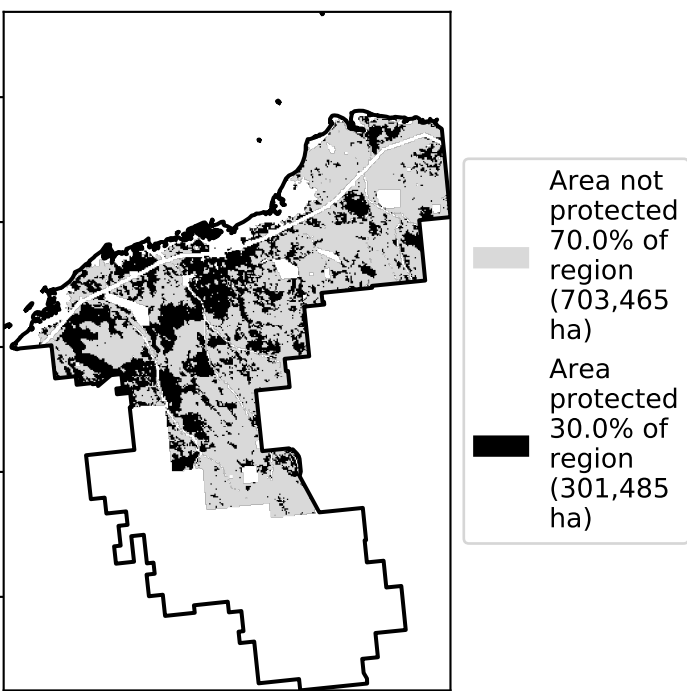 Area not
protected
70.0% of
region
(703,465
ha)
Area
protected
30.0% of
region
(301,485
ha)